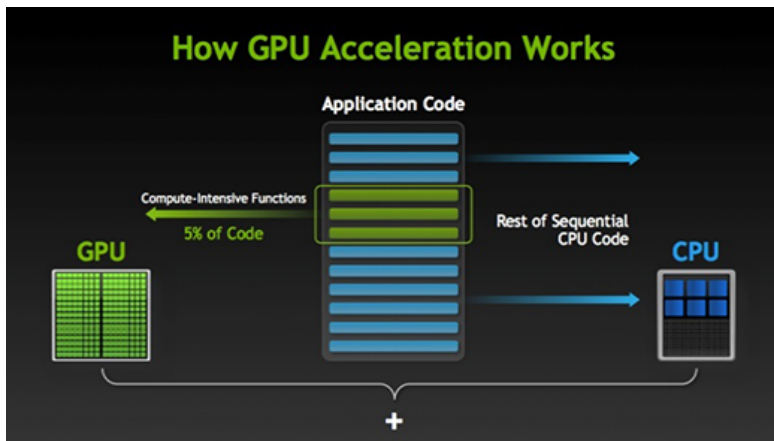 How GPU Acceleration Works
Application Code
Compute-Intensive Functions
5% of Code
Rest of Sequential
CPU Code
GPU
CPU
+